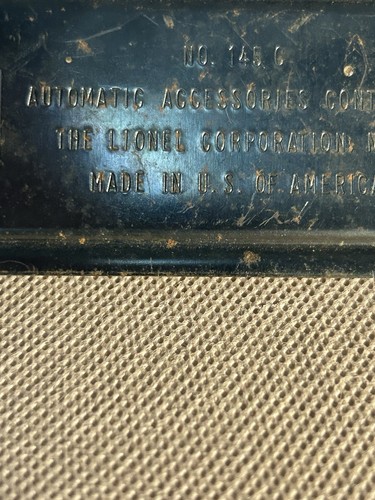 NO. 145 C
AUTOMATIC ACCESSORIES CONT
THE LIONEL CORPORATION, N
MADE IN U.S. OF AMERICA